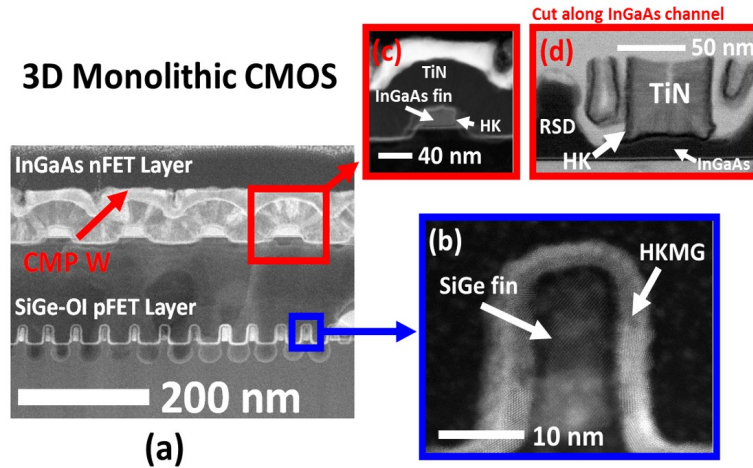 3D Monolithic CMOS
InGaAs nFET Layer
CMP W
SiGe-OI pFET Layer
200 nm
(a)
(c)
TiN
InGaAs fin
HK
40 nm
Cut along InGaAs channel
(d)
50 nm
TiN
RSD
HK
InGaAs
(b)
HKMG
SiGe fin
10 nm